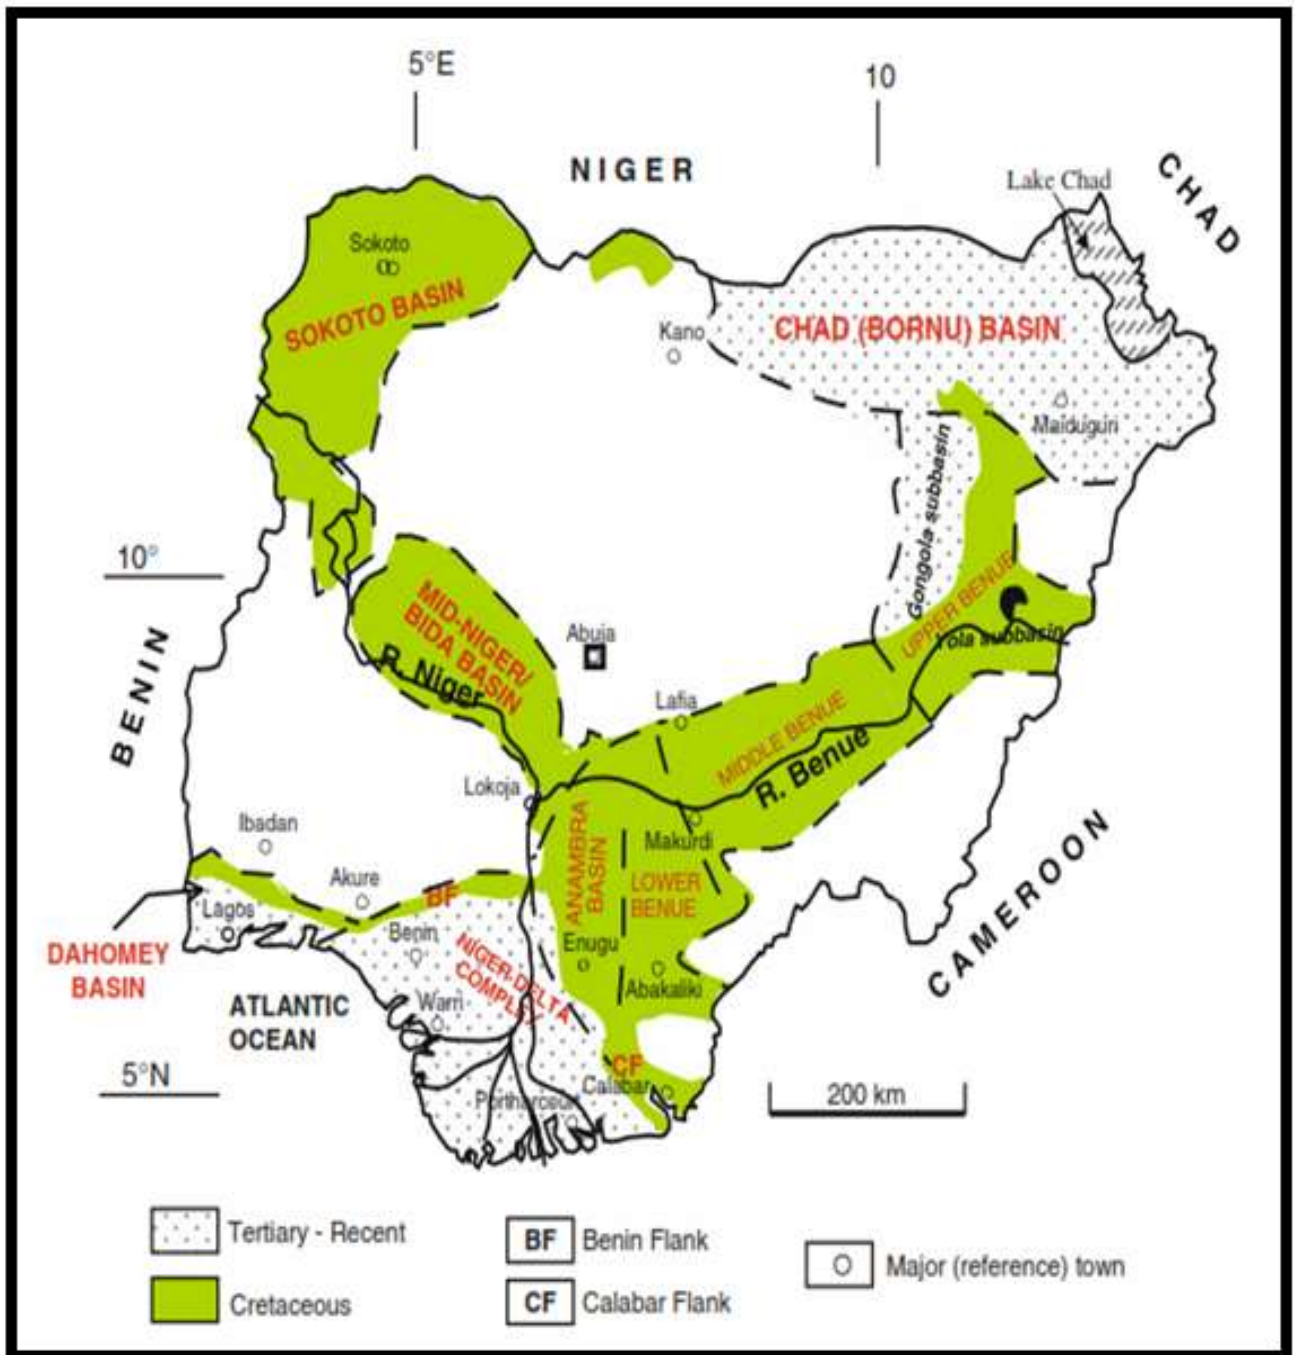 5°E
10
NIGER
CHAD
Lake Chad
Sokoto
SOKOTO BASIN
Kano
CHAD (BORNU) BASIN
Maiduguri
Gongola subbasin
10°
BENIN
MID-NIGER/
BIDA BASIN
R. Niger
Abuja
UPPER BENUE
Yola subbasin
Lafia
MIDDLE BENUE
R. Benue
Lokoja
Makurdi
Ibadan
Akure
BF
ANAMBRA
BASIN
LOWER
BENUE
CAMEROON
Lagos
DAHOMEY
BASIN
Benin
NIGER-DELTA
COMPLEX
Enugu
Abakaliki
ATLANTIC
OCEAN
Warri
5°N
CF
Calabar
Portharcourt
200 km
Tertiary - Recent
BF
Benin Flank
Major (reference) town
Cretaceous
CF
Calabar Flank